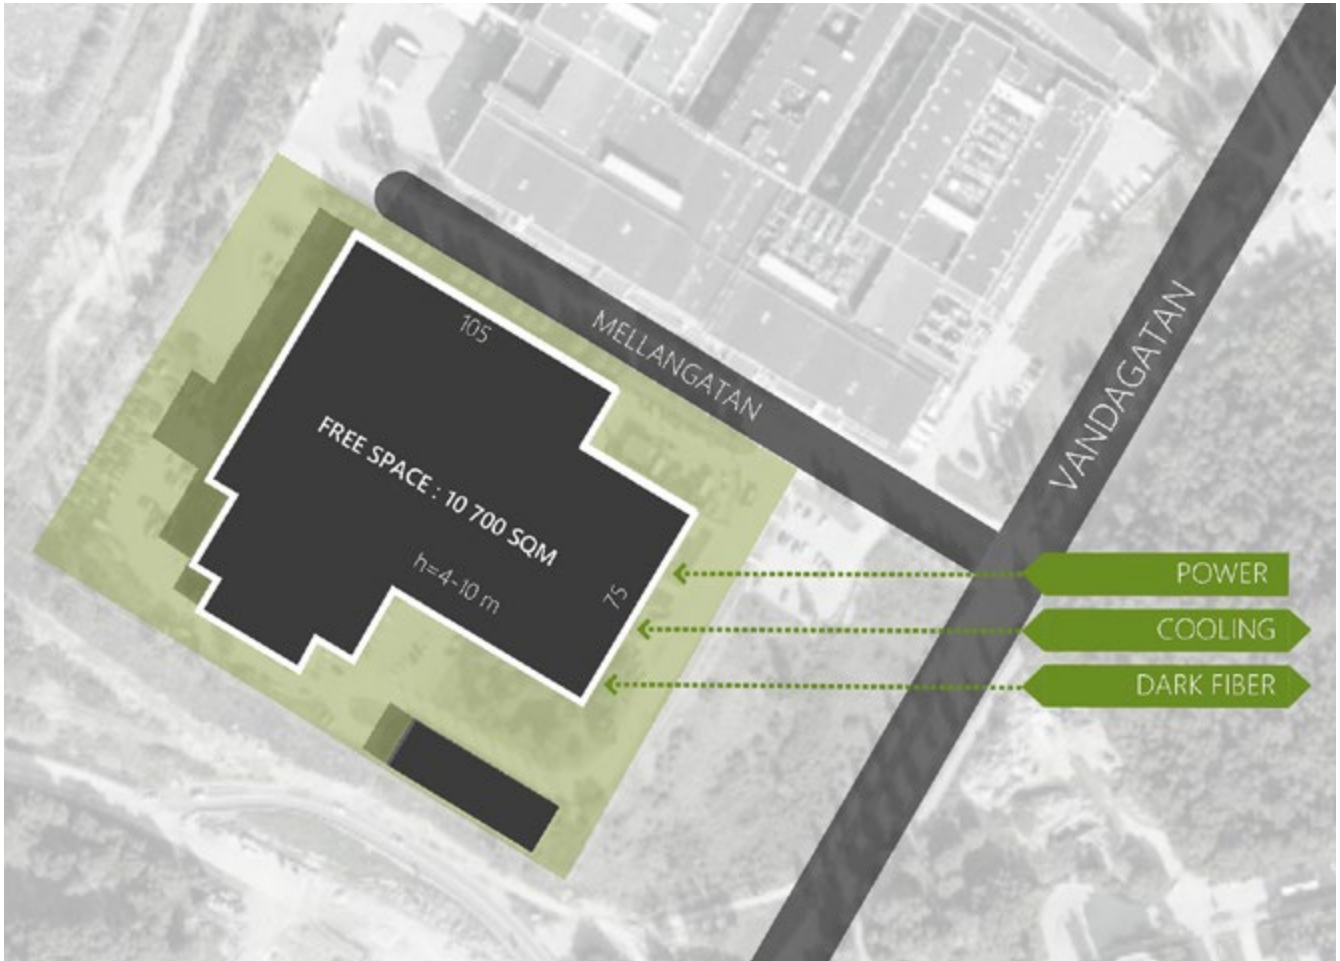 105
MELLANGATAN
VANDAGATAN
FREE SPACE : 10 700 SQM
h=4-10 m
75
POWER
COOLING
DARK FIBER